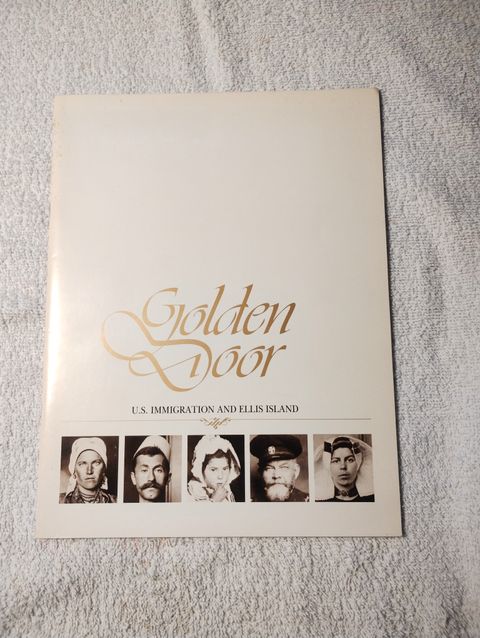 Golden
Door
U.S. IMMIGRATION AND ELLIS ISLAND